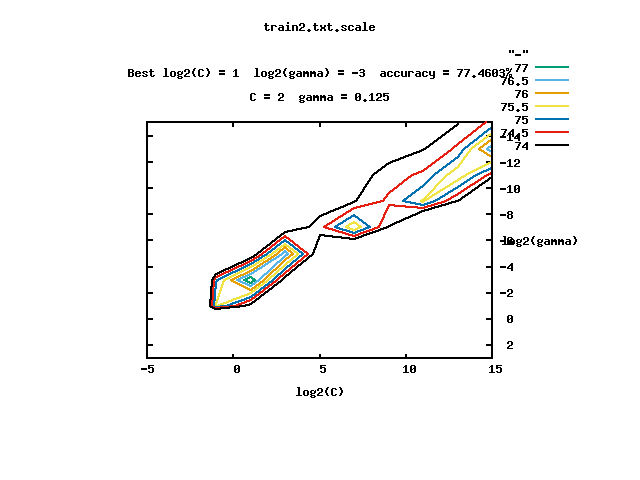 train2.txt.scale
"-"
Best log2(C) = 1 log2(gamma) = -3 accuracy = 77.4603%
C = 2 gamma = 0.125
77
76.5
76
75.5
75
74.5
74
-14
-12
-10
-8
-6
log2(gamma)
-4
-2
0
2
-5 0 5 10 15
log2(C)